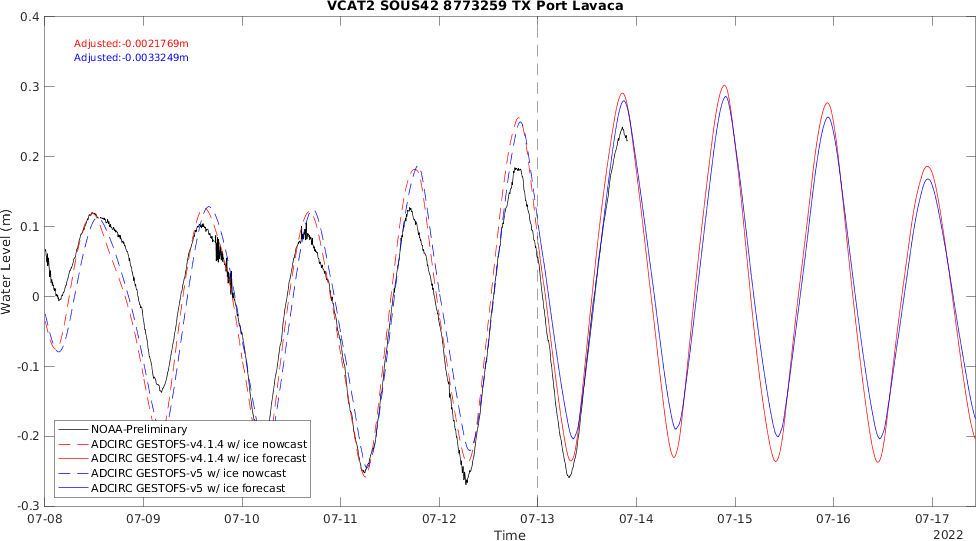 VCAT2 SOUS42 8773259 TX Port Lavaca
0.4
Adjusted:-0.0021769m
Adjusted:-0.0033249m
0.3
0.2
0.1
0
-0.1
-0.2
-0.3
Water Level (m)
NOAA-Preliminary
ADCIRC GESTOFS-v4.1.4 w/ ice nowcast
ADCIRC GESTOFS-v4.1.4 w/ ice forecast
ADCIRC GESTOFS-v5 w/ ice nowcast
ADCIRC GESTOFS-v5 w/ ice forecast
07-08 07-09 07-10 07-11 07-12 07-13 07-14 07-15 07-16 07-17
Time
2022